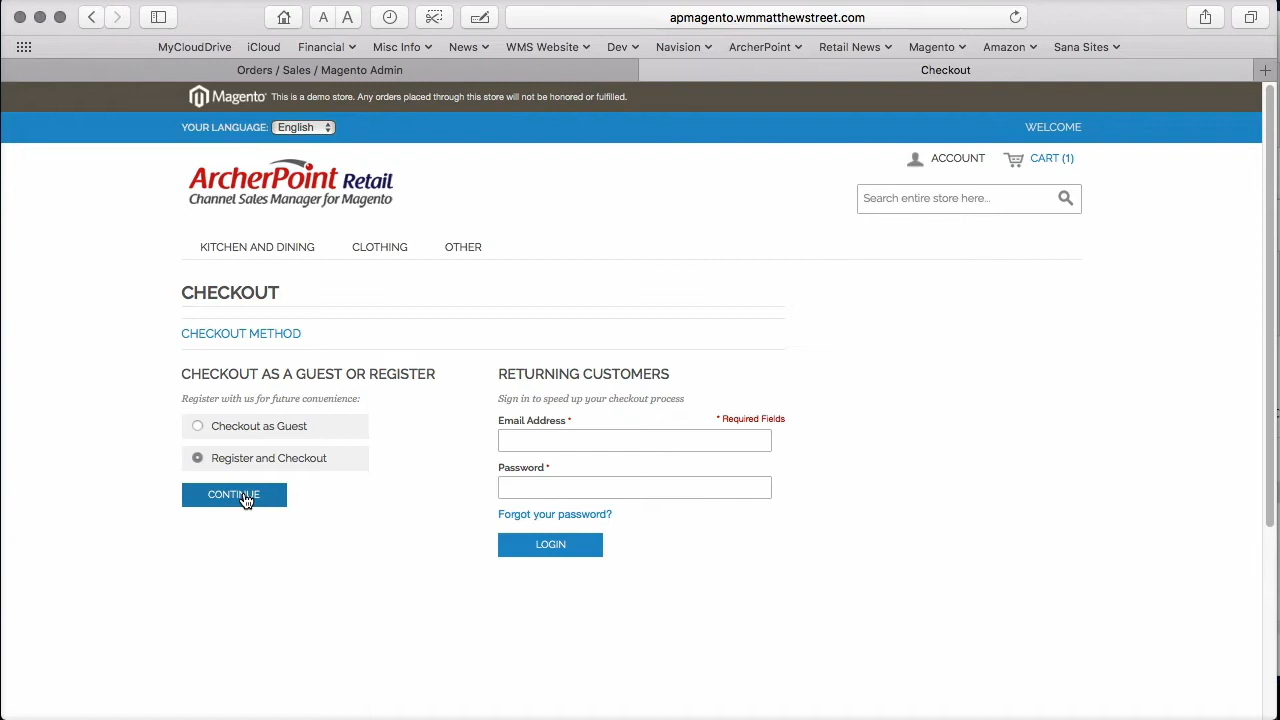 A A
apmagento.wmmatthewstreet.com
MyCloudDrive iCloud Financial Misc Info News WMS Website Dev Navision ArcherPoint Retail News Magento Amazon Sana Sites
Orders / Sales / Magento Admin Checkout
Magento This is a demo store. Any orders placed through this store will not be honored or fulfilled.
YOUR LANGUAGE: English WELCOME
ACCOUNT CART (1)
ArcherPoint Retail
Channel Sales Manager for Magento
Search entire store here...
KITCHEN AND DINING CLOTHING OTHER
CHECKOUT
CHECKOUT METHOD
CHECKOUT AS A GUEST OR REGISTER
Register with us for future convenience:
Checkout as Guest
Register and Checkout
CONTINUE
RETURNING CUSTOMERS
Sign in to speed up your checkout process
Email Address * * Required Fields
Password *
Forgot your password?
LOGIN